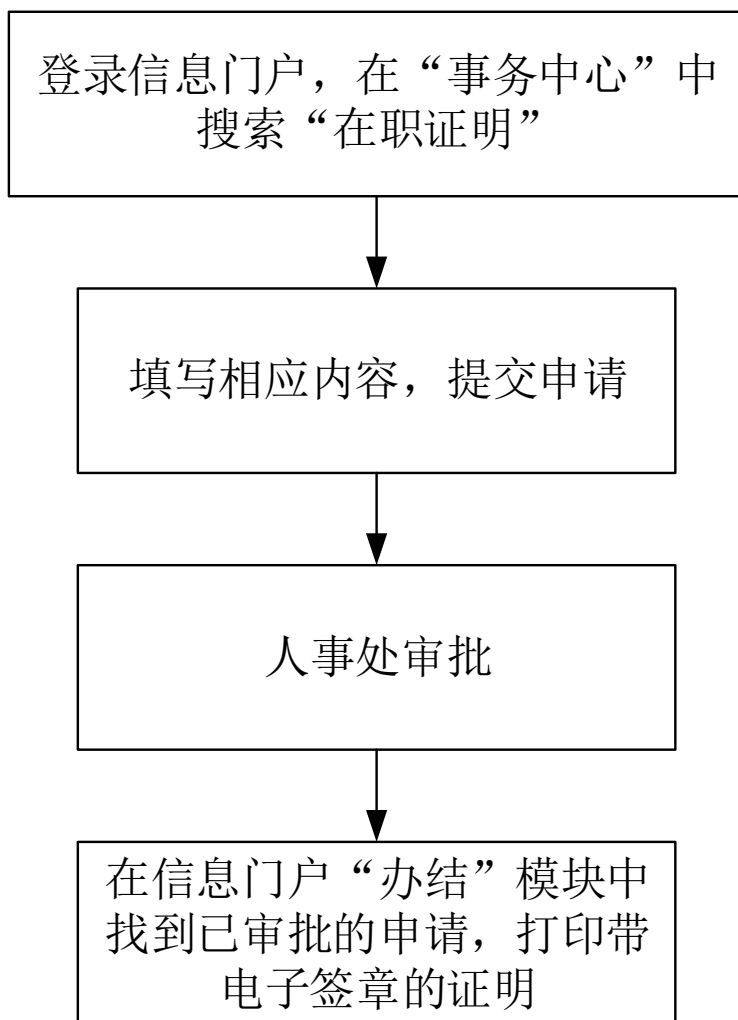 登录信息门户，在“事务中心”中
搜索“在职证明”
填写相应内容，提交申请
人事处审批
在信息门户“办结”模块中
找到已审批的申请，打印带
电子签章的证明